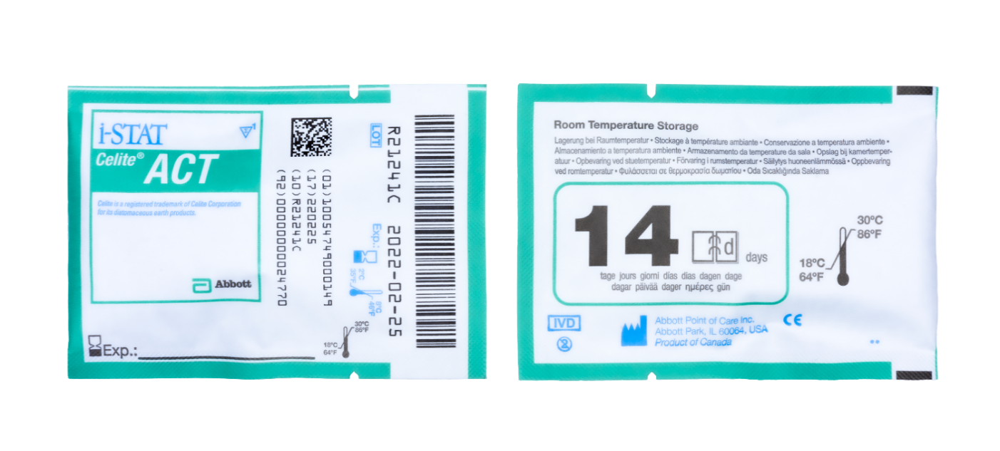 i-STAT
Σ 1
Celite® ACT
Celite is a registered trademark of Celite Corporation
for its diatomaceous earth products.
Abbott
Exp.:
(01)10054749000149
(17)220225
(10)R21241C
(92)0000000024770
18°C
64°F
30°C
86°F
LOT
R21241C 2022-02-25
Exp.:
2°C
35°F
8°C
46°F
Room Temperature Storage
Lagerung bei Raumtemperatur • Stockage à température ambiante • Conservazione a temperatura ambiente •
Almacenamiento a temperatura ambiente • Armazenamento da temperature da sala • Opslag bij kamertemper-
atuur • Opbevaring ved stuetemperatur • Förvaring i rumstemperatur • Säilytys huoneenlämmössä • Oppbevaring
ved romtemperatur • Φυλάσσεται σε θερμοκρασία δωματίου • Oda Sıcaklığında Saklama
14 d days
tage jours giorni días dias dagen dage
dagar päivää dager ημέρες gün
30°C
86°F
18°C
64°F
IVD
2
Abbott Point of Care Inc.
Abbott Park, IL 60064, USA
Product of Canada
CE